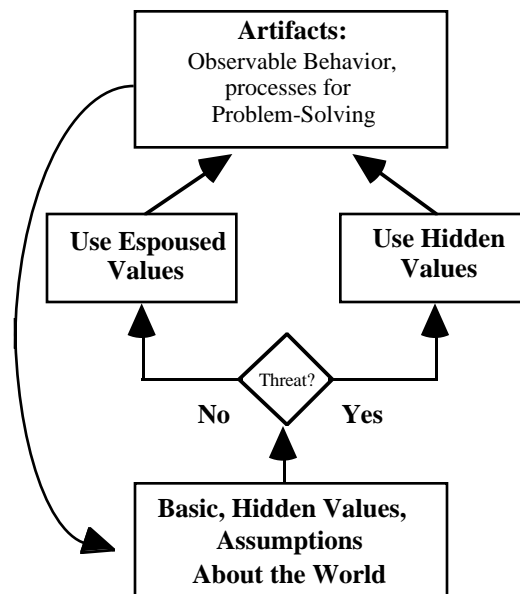 Artifacts:
Observable Behavior,
processes for
Problem-Solving
Use Espoused
Values
Use Hidden
Values
Threat?
No
Yes
Basic, Hidden Values,
Assumptions
About the World